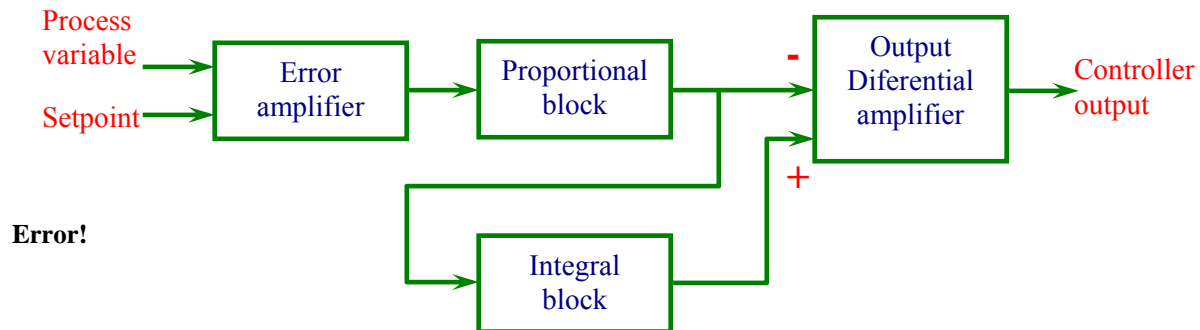 Process
variable
Setpoint
Error
amplifier
Proportional
block
-
+
Output
Diferential
amplifier
Controller
output
Error!
Integral
block